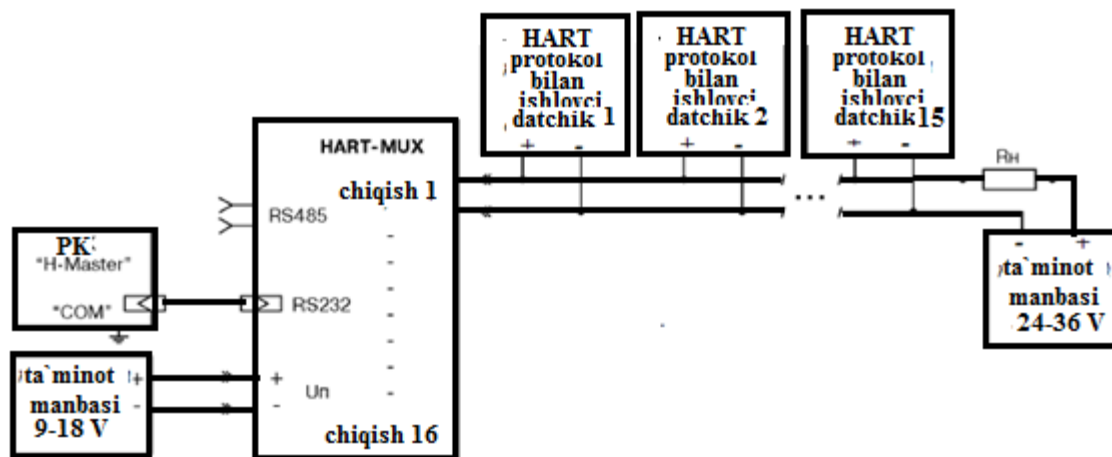 HART
protokol
bilan
ishlovci
datchik 1
+ -
HART
protokol
bilan
ishlovci
datchik 2
+ -
HART
protokol
bilan
ishlovci
datchik 15
+ -
HART-MUX
chiqish 1
RS485
RS232
+
Un
-
chiqish 16
...
RH
- +
ta`minot
manbasi
24-36 V
PK
"H-Master"
"COM"
ta`minot +
manbasi -
9-18 V